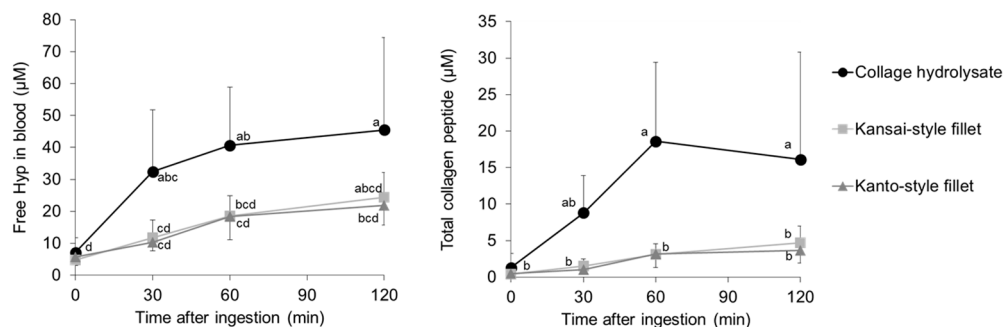 Free Hyp in blood (μM)
80
70
60
50
40
30
20
10
0
0 30 60 90 120
Time after ingestion (min)
d
abc
ab
a
cd
cd
bcd
cd
abcd
bcd
Total collagen peptide (μM)
35
30
25
20
15
10
5
0
0 30 60 90 120
Time after ingestion (min)
b
ab
a
a
b
b
b
b
Collage hydrolysate
Kansai-style fillet
Kanto-style fillet